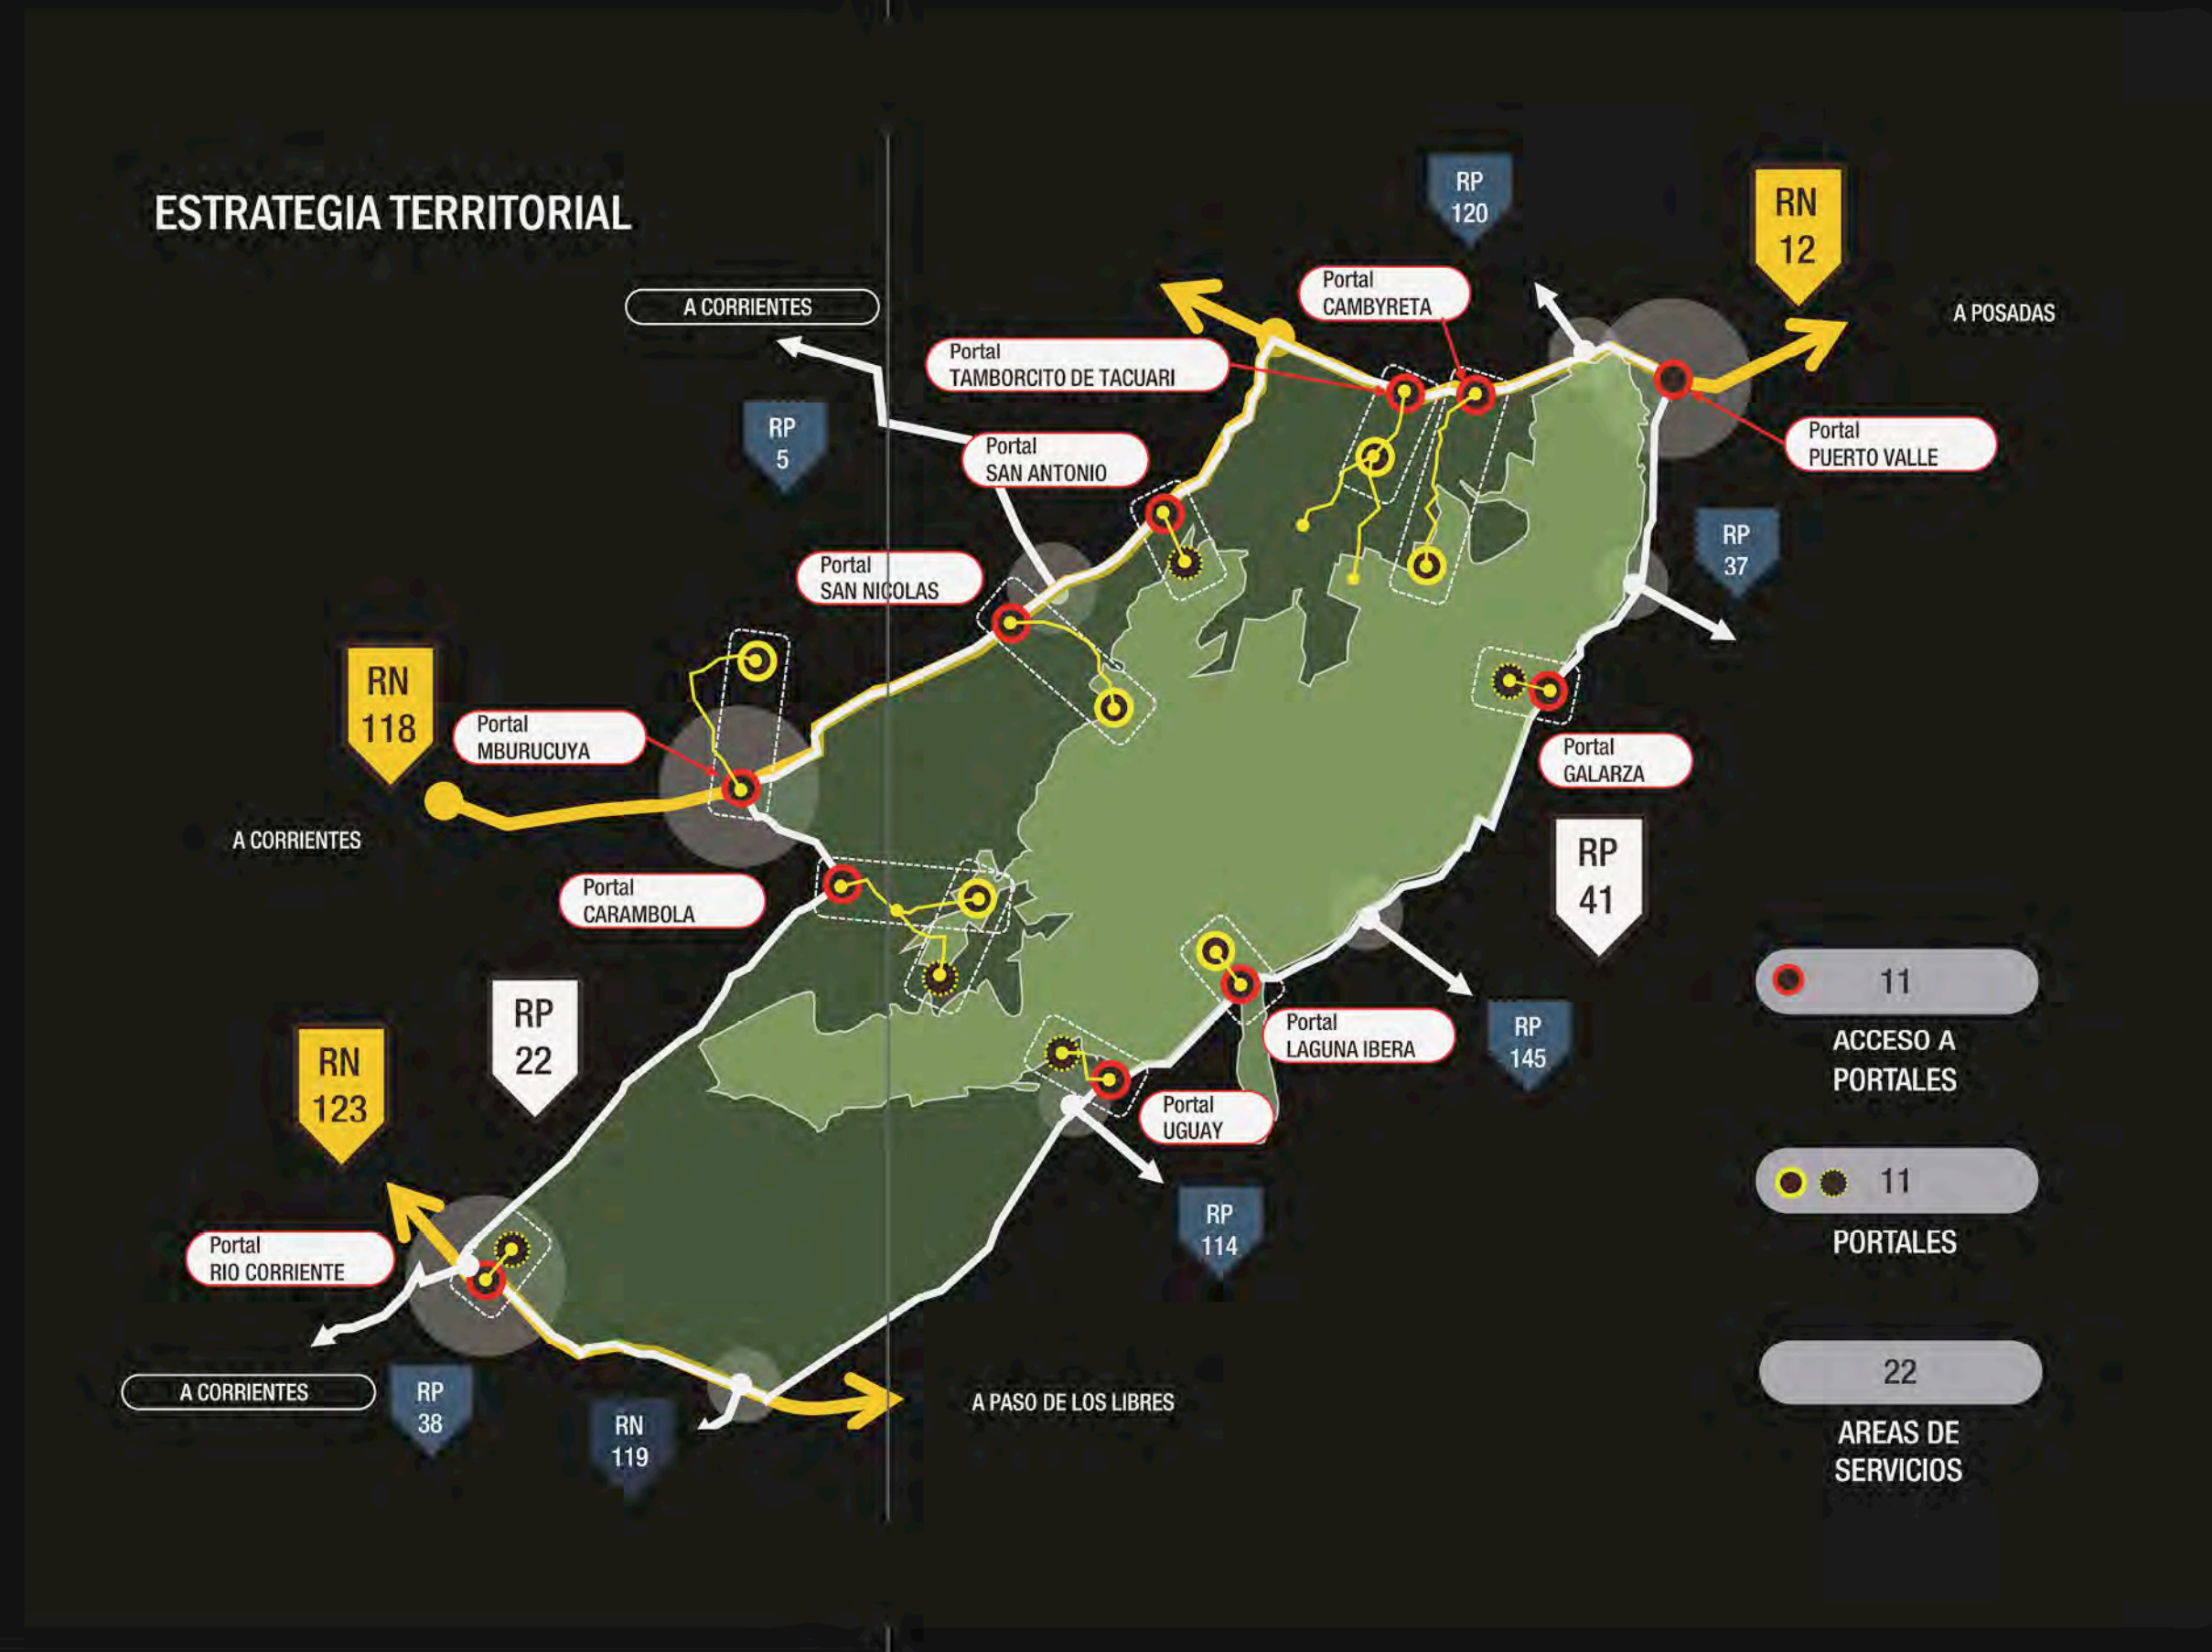 ESTRATEGIA TERRITORIAL
RP
120
RN
12
A POSADAS
A CORRIENTES
Portal
CAMBYRETA
Portal
TAMBORCITO DE TACUARI
RP
5
Portal
SAN ANTONIO
Portal
PUERTO VALLE
RP
37
Portal
SAN NICOLAS
RN
118
Portal
MBURUCUYA
Portal
GALARZA
A CORRIENTES
RP
41
Portal
CARAMBOLA
RP
22
RN
123
Portal
LAGUNA IBERA
RP
145
Portal
UGUAY
RP
114
Portal
RIO CORRIENTE
A CORRIENTES
RP
38
RN
119
A PASO DE LOS LIBRES
11
ACCESO A
PORTALES
11
PORTALES
22
AREAS DE
SERVICIOS